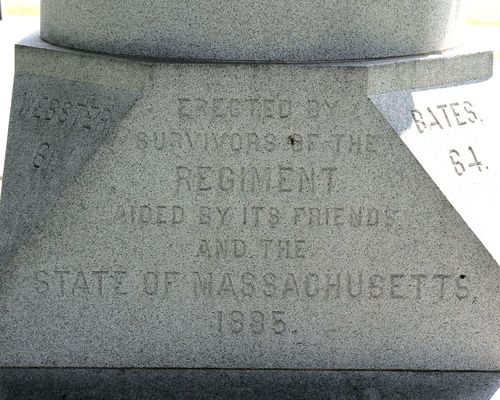 WEBSTER
61
ERECTED BY
SURVIVORS OF THE
REGIMENT
AIDED BY ITS FRIENDS
AND THE
STATE OF MASSACHUSETTS,
1885.
BATES.
64.